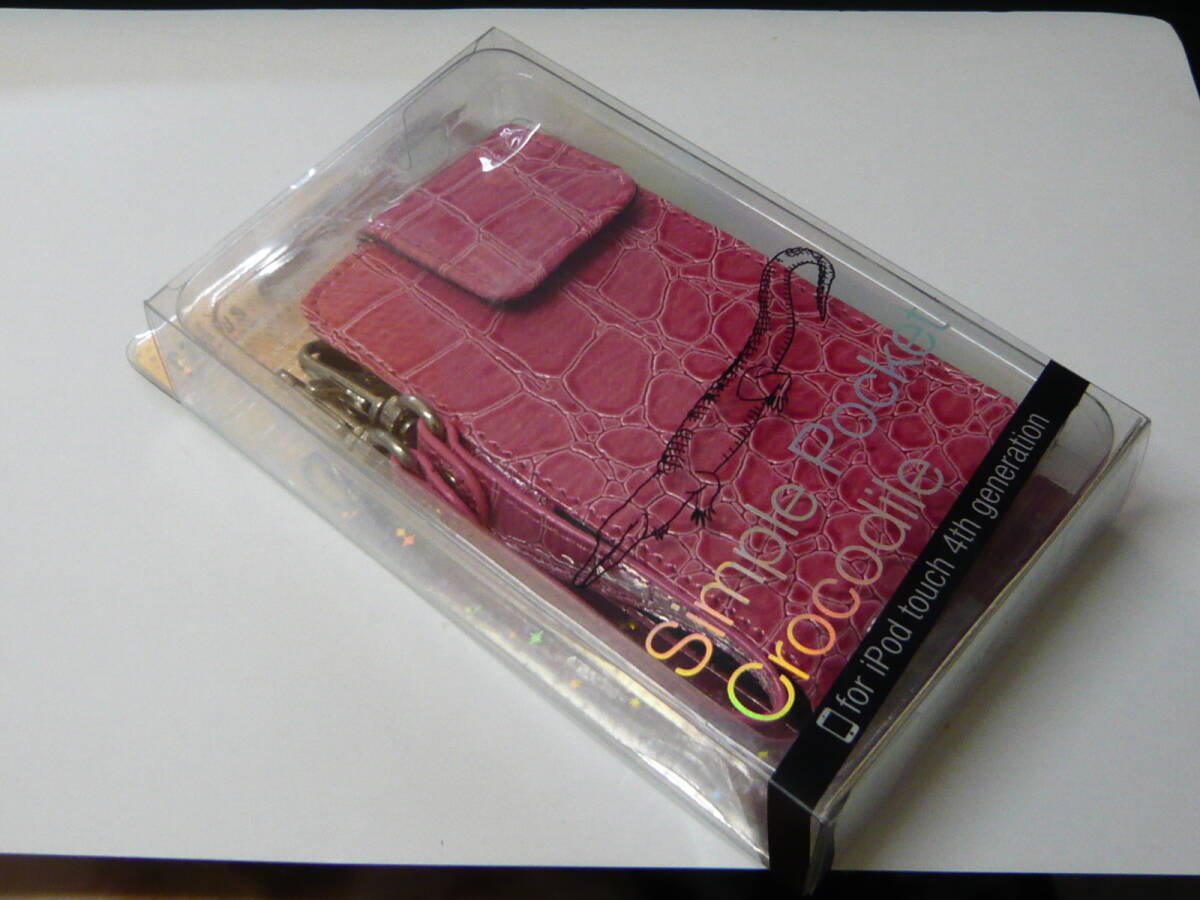 Simple Pocket
Crocodile
for iPod touch 4th generation